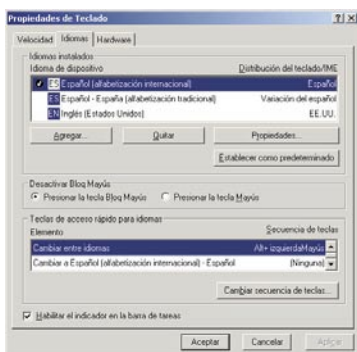 Propiedades de Teclado
Velocidad Idiomas Hardware
Idiomas instalados
Idioma de dispositivo Distribución del teclado/IME
ES Español (alfabetización internacional) Español
ES Español - España (alfabetización tradicional) Variación del español
EN Inglés (Estados Unidos) EE.UU.
Agregar... Quitar Propiedades...
Establecer como predeterminado
Desactivar Bloq Mayús
Presionar la tecla Bloq Mayús Presionar la tecla Mayús
Teclas de acceso rápido para idiomas
Elemento Secuencia de teclas
Cambiar entre idiomas Alt+ izquierdaMayús
Cambiar a Español (alfabetización internacional) - Español (Ninguna)
Cambiar secuencia de teclas...
Habilitar el indicador en la barra de tareas
Aceptar Cancelar Aplicar